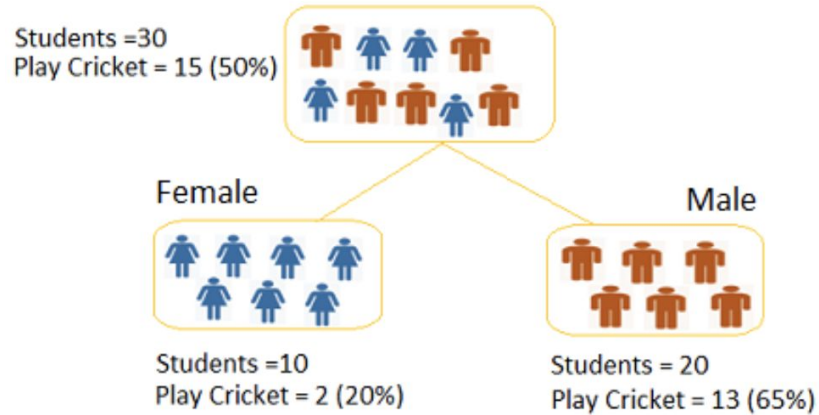 Students =30
Play Cricket = 15 (50%)
Female
Male
Students =10
Play Cricket = 2 (20%)
Students = 20
Play Cricket = 13 (65%)